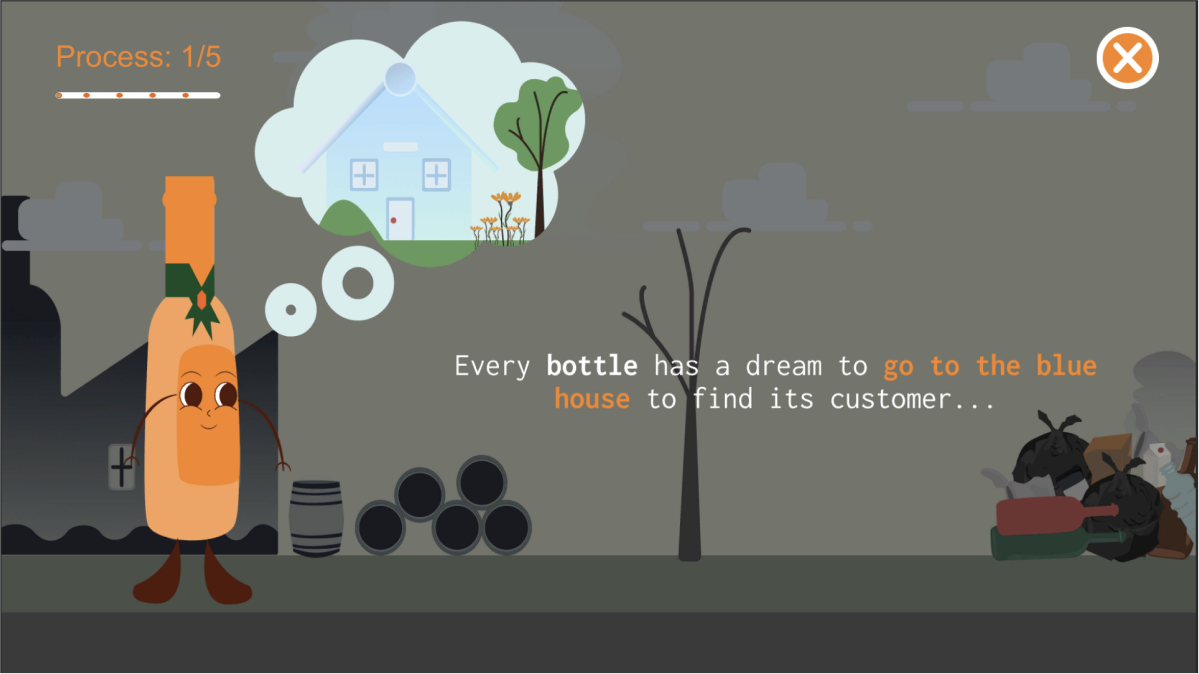 Process: 1/5
Every bottle has a dream to go to the blue
house to find its customer...